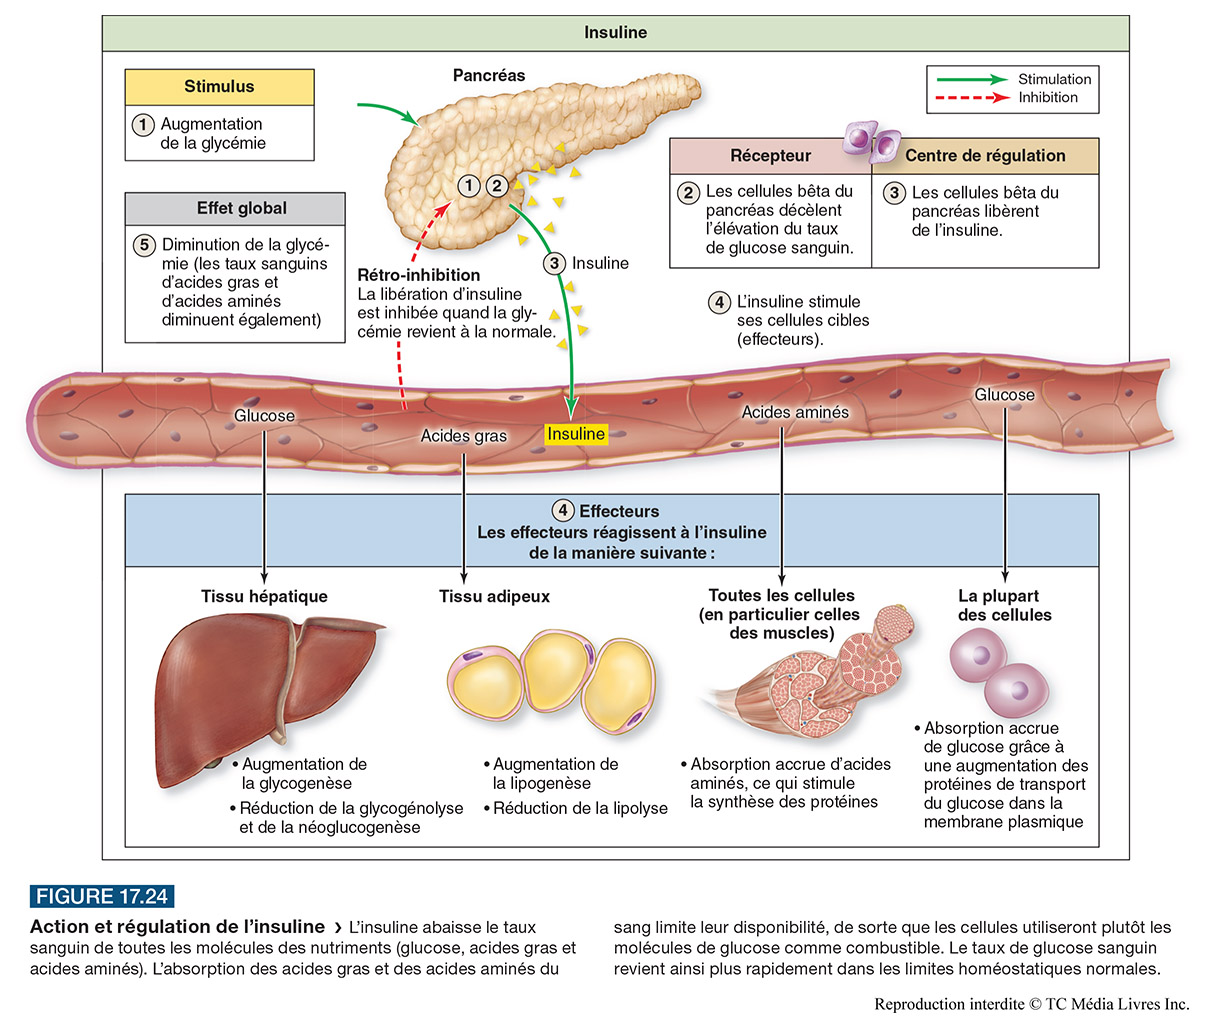 Insuline
Stimulus
1 Augmentation
de la glycémie
Pancréas
Stimulation
Inhibition
Récepteur
2 Les cellules bêta du
pancréas décèlent
l'élévation du taux
de glucose sanguin.
Centre de régulation
3 Les cellules bêta du
pancréas libèrent
de l'insuline.
1 2
Effet global
5 Diminution de la glycé-
mie (les taux sanguins
d'acides gras et
d'acides aminés
diminuent également)
Rétro-inhibition
La libération d'insuline
est inhibée quand la gly-
cémie revient à la normale.
3 Insuline
4 L'insuline stimule
ses cellules cibles
(effecteurs).
Glucose
Acides gras
Insuline
Acides aminés
Glucose
4 Effecteurs
Les effecteurs réagissent à l'insuline
de la manière suivante :
Tissu hépatique
• Augmentation de
la glycogenèse
• Réduction de la glycogénolyse
et de la néoglucogenèse
Tissu adipeux
• Augmentation de
la lipogenèse
• Réduction de la lipolyse
Toutes les cellules
(en particulier celles
des muscles)
• Absorption accrue d'acides
aminés, ce qui stimule
la synthèse des protéines
La plupart
des cellules
• Absorption accrue
de glucose grâce à
une augmentation des
protéines de transport
du glucose dans la
membrane plasmique
FIGURE 17.24
Action et régulation de l'insuline › L'insuline abaisse le taux
sanguin de toutes les molécules des nutriments (glucose, acides gras et
acides aminés). L'absorption des acides gras et des acides aminés du
sang limite leur disponibilité, de sorte que les cellules utiliseront plutôt les
molécules de glucose comme combustible. Le taux de glucose sanguin
revient ainsi plus rapidement dans les limites homéostatiques normales.
Reproduction interdite © TC Média Livres Inc.